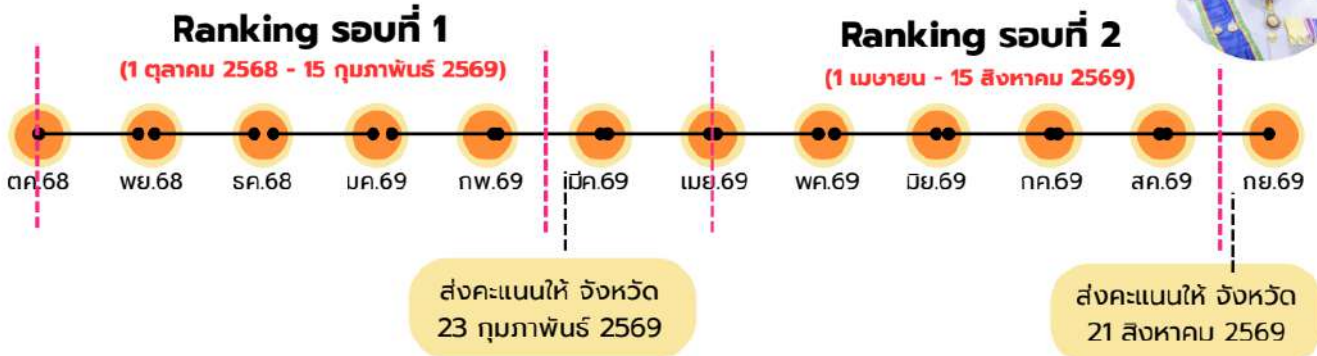 Ranking รอบที่ 1
(1 ตุลาคม 2568 - 15 กุมภาพันธ์ 2569)
Ranking รอบที่ 2
(1 เมษายน - 15 สิงหาคม 2569)
ตค.68 พย.68 ธค.68 มค.69 กพ.69 มีค.69 เมย.69 พค.69 มิย.69 กค.69 สค.69 กย.69
ส่งคะแนนให้ จังหวัด
23 กุมภาพันธ์ 2569
ส่งคะแนนให้ จังหวัด
21 สิงหาคม 2569